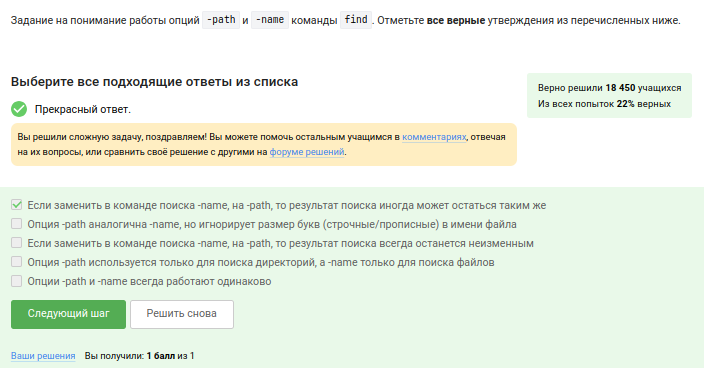 Задание на понимание работы опций -path и -name команды find. Отметьте все верные утверждения из перечисленных ниже.
Выберите все подходящие ответы из списка
Верно решили 18 450 учащихся
Из всех попыток 22% верных
Прекрасный ответ.
Вы решили сложную задачу, поздравляем! Вы можете помочь остальным учащимся в комментариях, отвечая
на их вопросы, или сравнить своё решение с другими на форуме решений.
Если заменить в команде поиска -name, на -path, то результат поиска иногда может остаться таким же
Опция -path аналогична -name, но игнорирует размер букв (строчные/прописные) в имени файла
Если заменить в команде поиска -name, на -path, то результат поиска всегда останется неизменным
Опция -path используется только для поиска директорий, а -name только для поиска файлов
Опции -path и -name всегда работают одинаково
Следующий шаг
Решить снова
Ваши решения Вы получили: 1 балл из 1